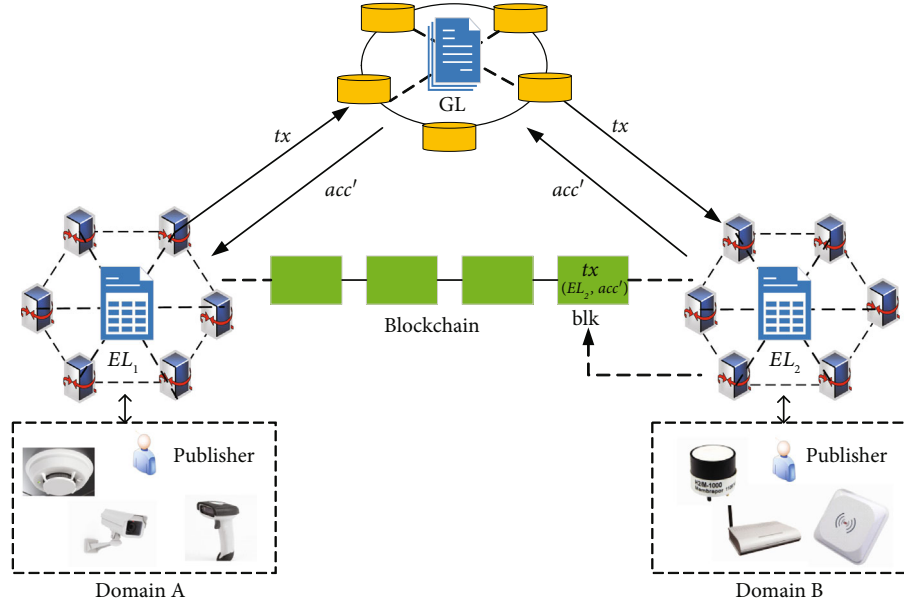 GL
tx
tx
acc′
acc′
tx
(EL₂, acc′)
Blockchain
blk
EL₁
EL₂
Publisher
Publisher
Domain A
Domain B